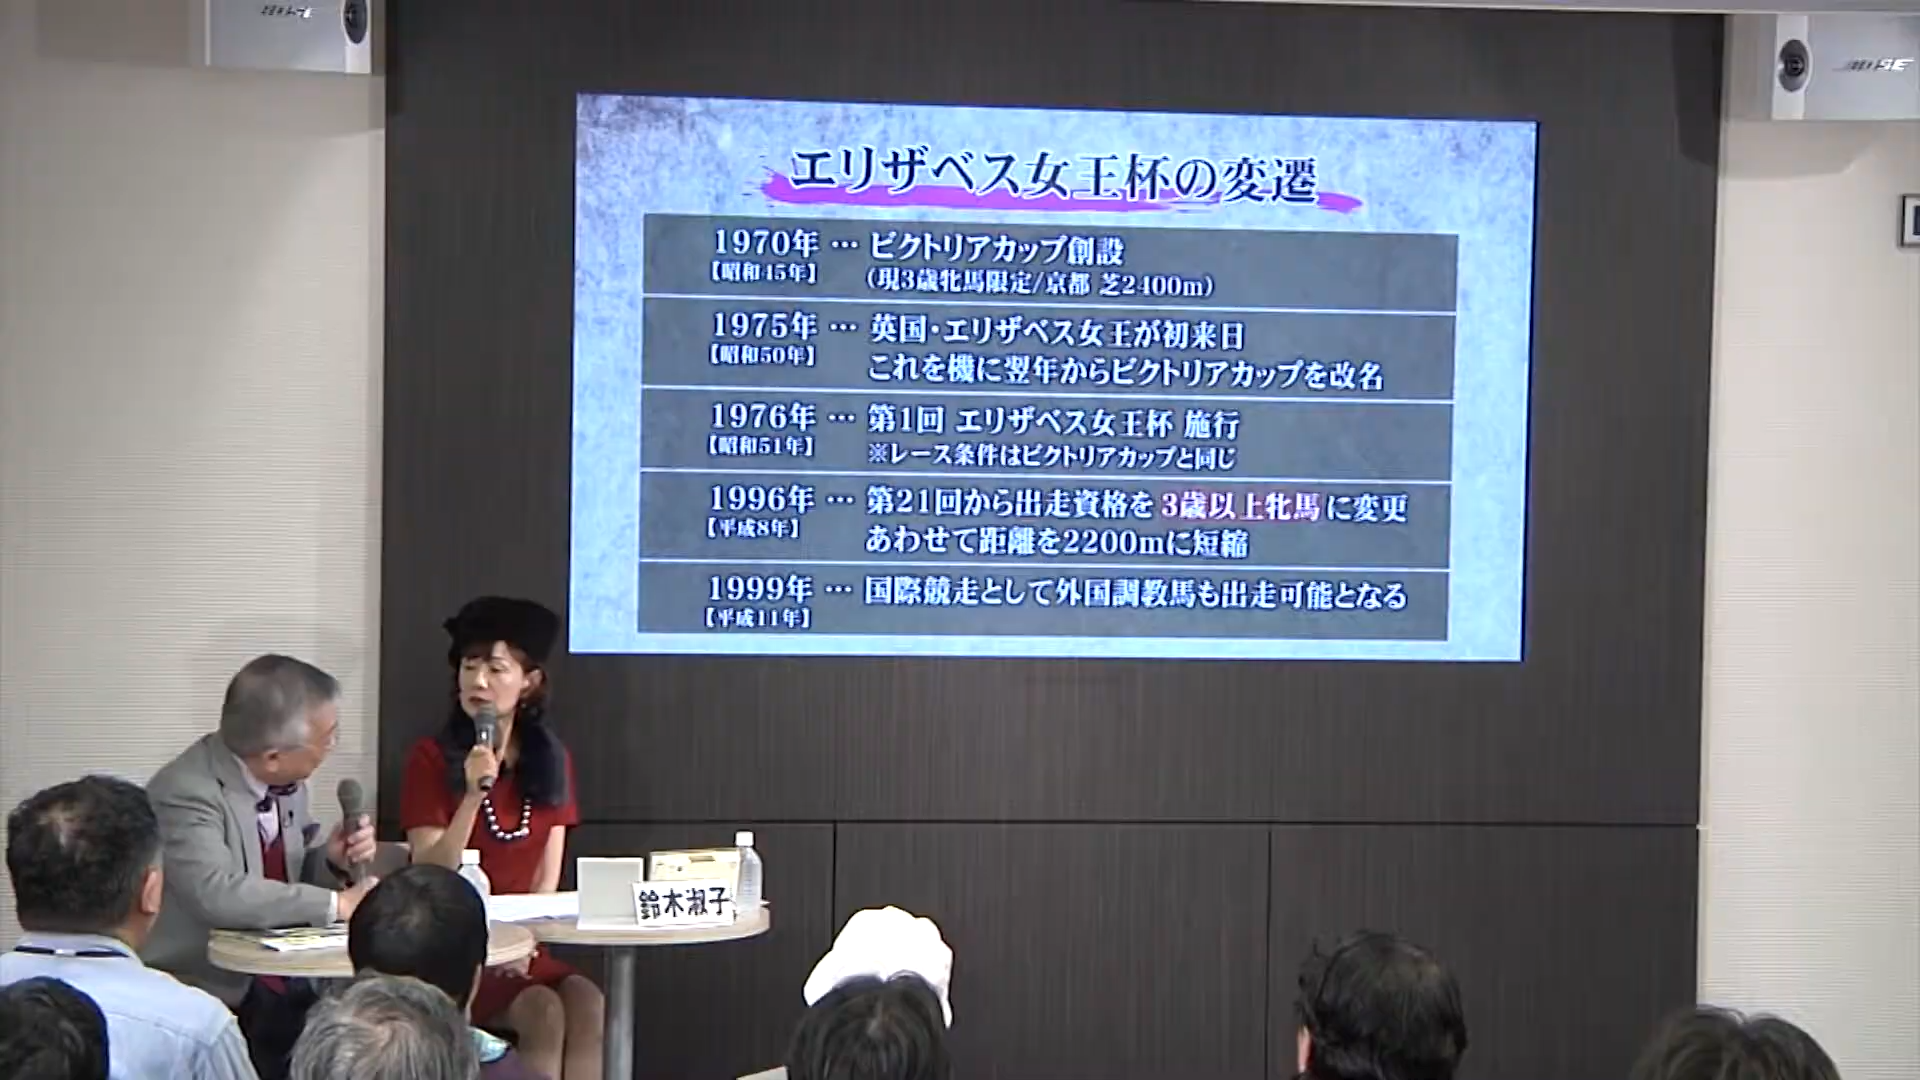 BOSE
エリザベス女王杯の変遷
1970年 … ビクトリアカップ創設
【昭和45年】 (現3歳牝馬限定/京都 芝2400m)
1975年 … 英国・エリザベス女王が初来日
【昭和50年】 これを機に翌年からビクトリアカップを改名
1976年 … 第1回 エリザベス女王杯 施行
【昭和51年】 ※レース条件はビクトリアカップと同じ
1996年 … 第21回から出走資格を 3歳以上牝馬 に変更
【平成8年】 あわせて距離を2200mに短縮
1999年 … 国際競走として外国調教馬も出走可能となる
【平成11年】
鈴木淑子